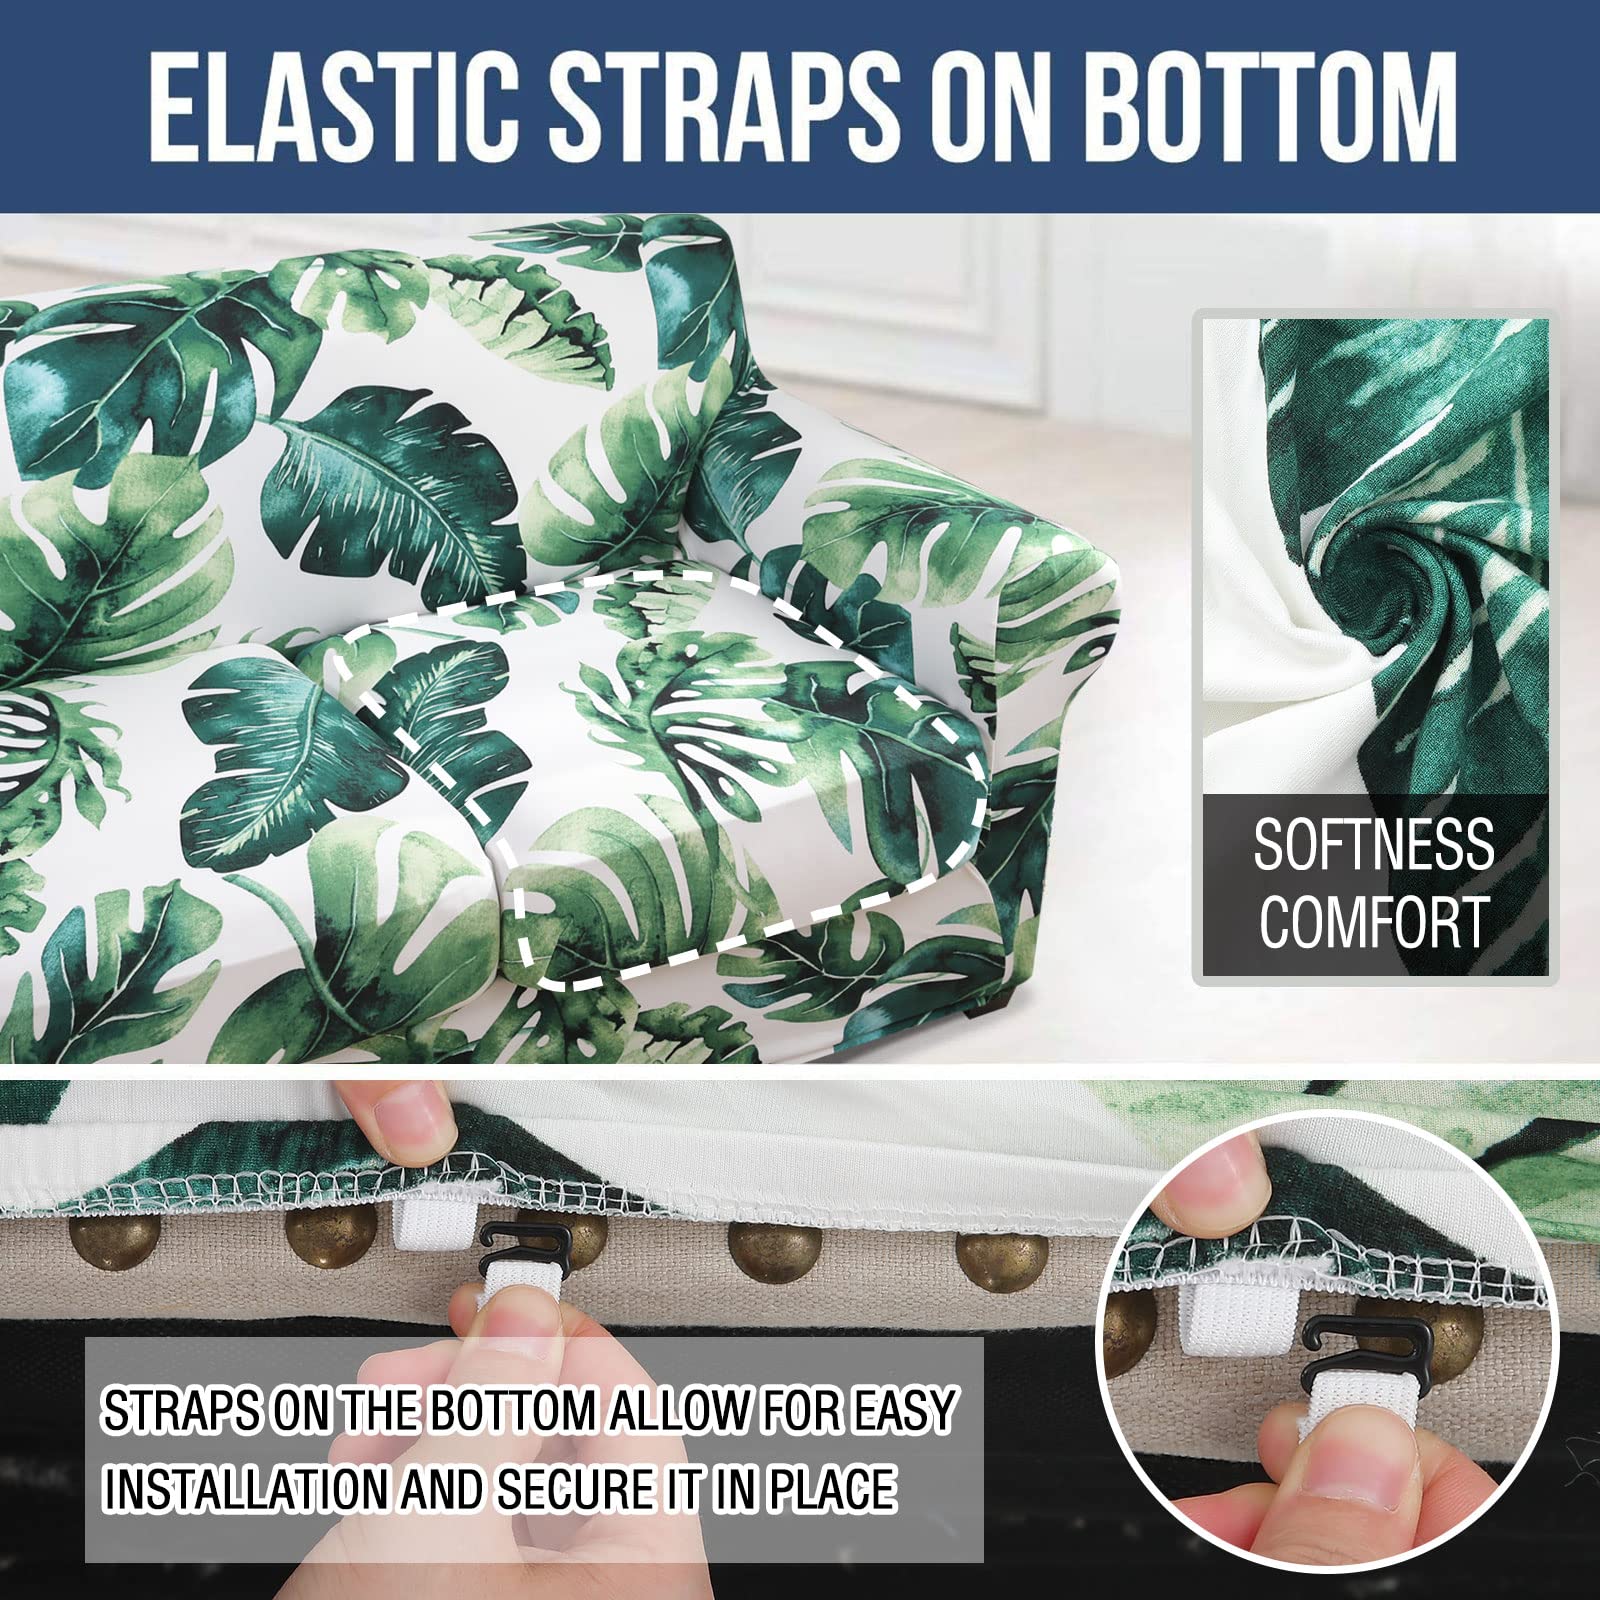 ELASTIC STRAPS ON BOTTOM
SOFTNESS
COMFORT
STRAPS ON THE BOTTOM ALLOW FOR EASY
INSTALLATION AND SECURE IT IN PLACE